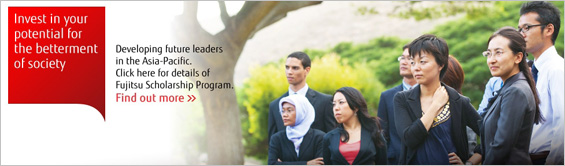 Invest in your
potential for
the betterment
of society
Developing future leaders
in the Asia-Pacific.
Click here for details of
Fujitsu Scholarship Program.
Find out more »